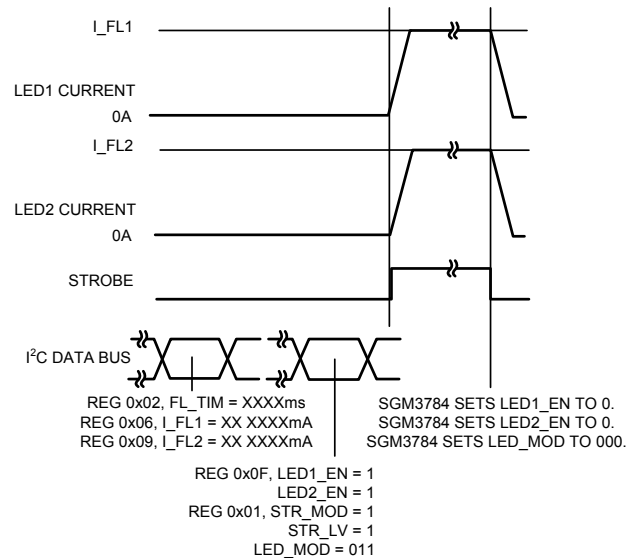 I_FL1
LED1 CURRENT
0A
I_FL2
LED2 CURRENT
0A
STROBE
I²C DATA BUS
REG 0x02, FL_TIM = XXXXms
REG 0x06, I_FL1 = XX XXXXmA
REG 0x09, I_FL2 = XX XXXXmA
SGM3784 SETS LED1_EN TO 0.
SGM3784 SETS LED2_EN TO 0.
SGM3784 SETS LED_MOD TO 000.
REG 0x0F, LED1_EN = 1
LED2_EN = 1
REG 0x01, STR_MOD = 1
STR_LV = 1
LED_MOD = 011